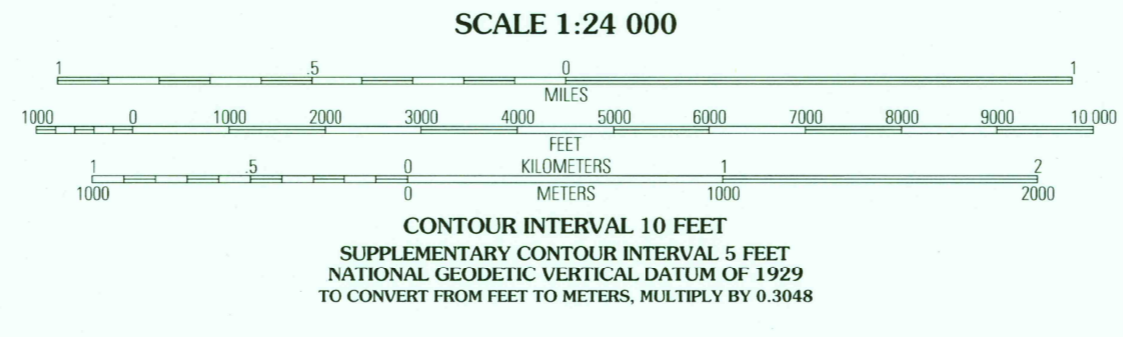 SCALE 1:24 000
1 .5 0 1
MILES
1000 0 1000 2000 3000 4000 5000 6000 7000 8000 9000 10 000
FEET
1 .5 0 KILOMETERS 1 2
1000 0 METERS 1000 2000
CONTOUR INTERVAL 10 FEET
SUPPLEMENTARY CONTOUR INTERVAL 5 FEET
NATIONAL GEODETIC VERTICAL DATUM OF 1929
TO CONVERT FROM FEET TO METERS, MULTIPLY BY 0.3048